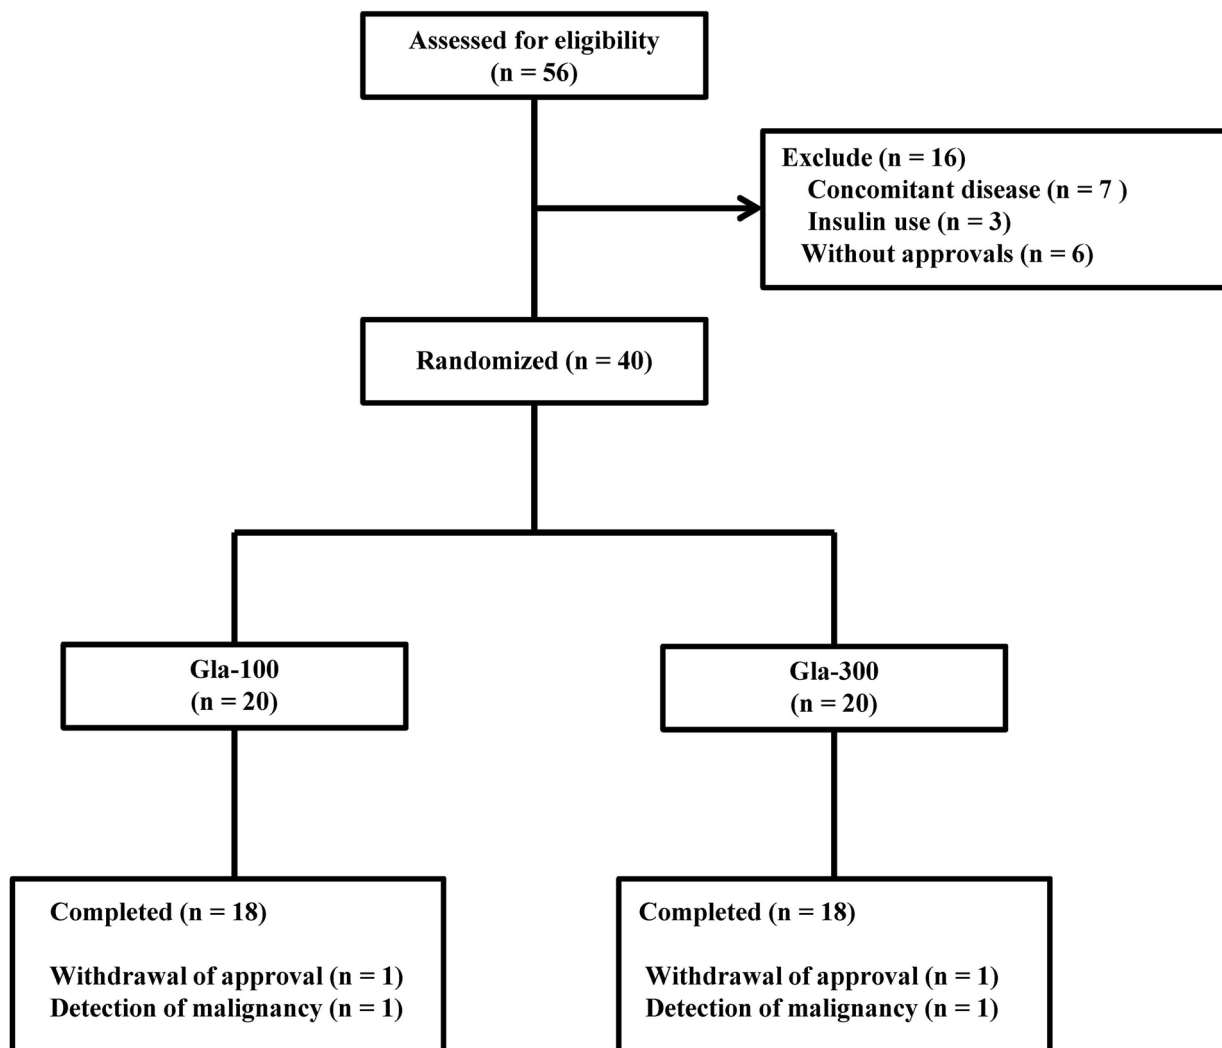 Assessed for eligibility
(n = 56)
Exclude (n = 16)
Concomitant disease (n = 7 )
Insulin use (n = 3)
Without approvals (n = 6)
Randomized (n = 40)
Gla-100
(n = 20)
Gla-300
(n = 20)
Completed (n = 18)
Withdrawal of approval (n = 1)
Detection of malignancy (n = 1)
Completed (n = 18)
Withdrawal of approval (n = 1)
Detection of malignancy (n = 1)